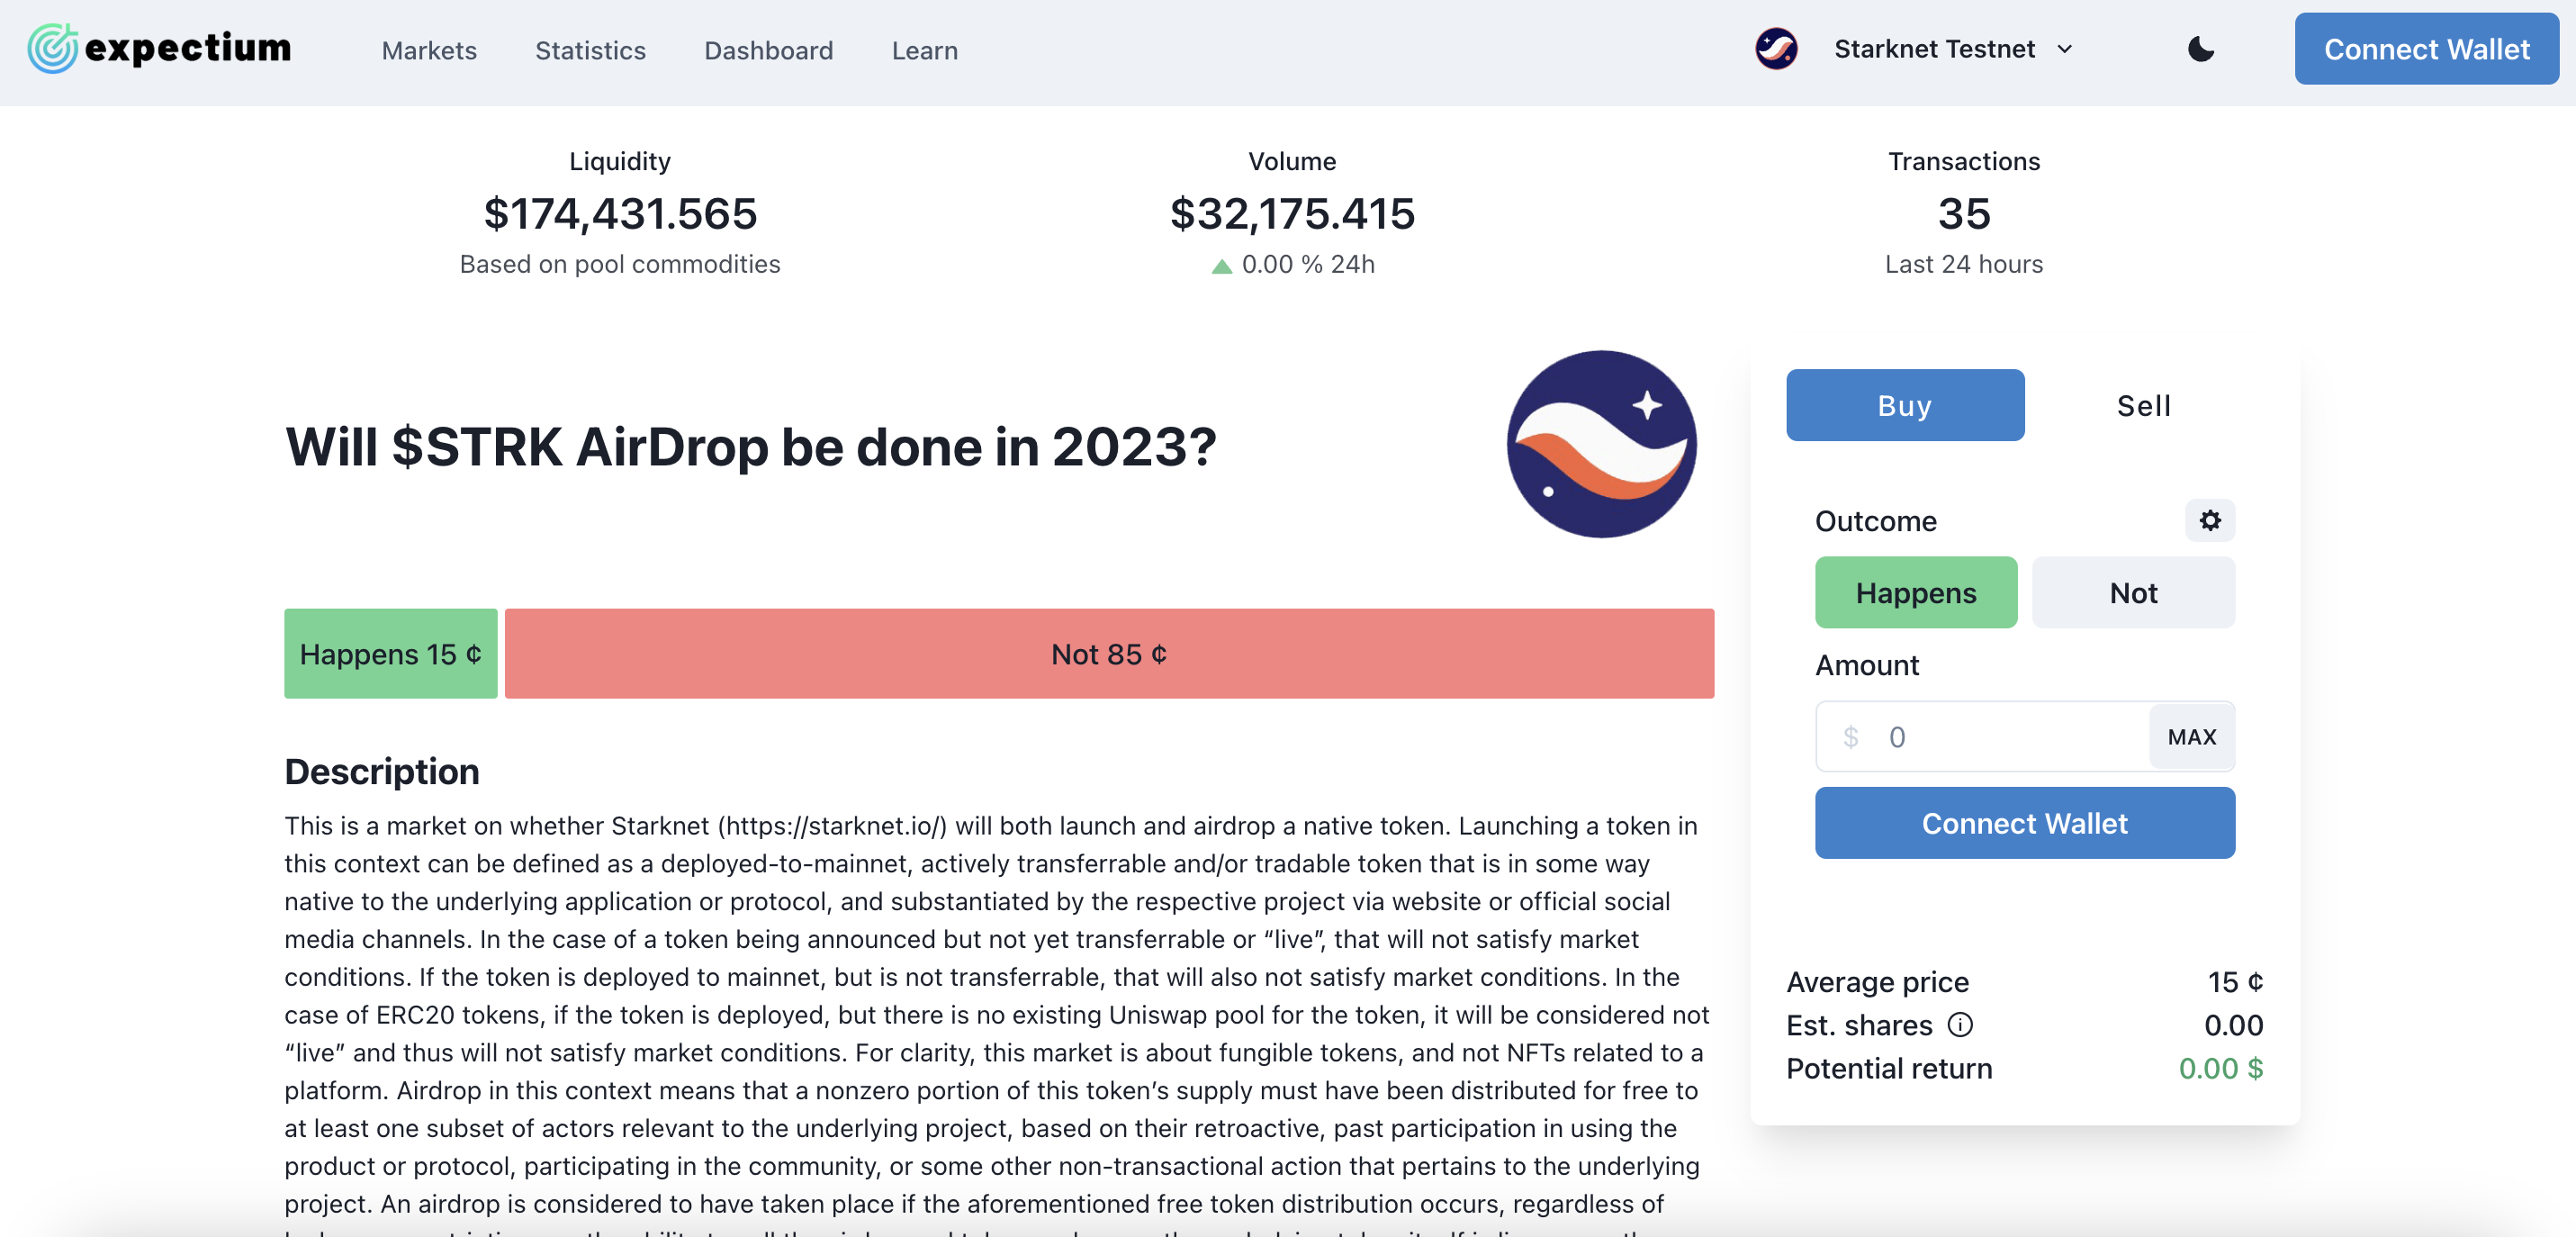 expectium
Markets
Statistics
Dashboard
Learn
Starknet Testnet
Connect Wallet
Liquidity
$174,431.565
Based on pool commodities
Volume
$32,175.415
0.00 % 24h
Transactions
35
Last 24 hours
Will $STRK AirDrop be done in 2023?
Happens 15 ¢
Not 85 ¢
Description
This is a market on whether Starknet (https://starknet.io/) will both launch and airdrop a native token. Launching a token in
this context can be defined as a deployed-to-mainnet, actively transferrable and/or tradable token that is in some way
native to the underlying application or protocol, and substantiated by the respective project via website or official social
media channels. In the case of a token being announced but not yet transferrable or “live”, that will not satisfy market
conditions. If the token is deployed to mainnet, but is not transferrable, that will also not satisfy market conditions. In the
case of ERC20 tokens, if the token is deployed, but there is no existing Uniswap pool for the token, it will be considered not
“live” and thus will not satisfy market conditions. For clarity, this market is about fungible tokens, and not NFTs related to a
platform. Airdrop in this context means that a nonzero portion of this token’s supply must have been distributed for free to
at least one subset of actors relevant to the underlying project, based on their retroactive, past participation in using the
product or protocol, participating in the community, or some other non-transactional action that pertains to the underlying
project. An airdrop is considered to have taken place if the aforementioned free token distribution occurs, regardless of
Buy
Sell
Outcome
Happens
Not
Amount
$ 0
MAX
Connect Wallet
Average price 15 ¢
Est. shares 0.00
Potential return 0.00 $